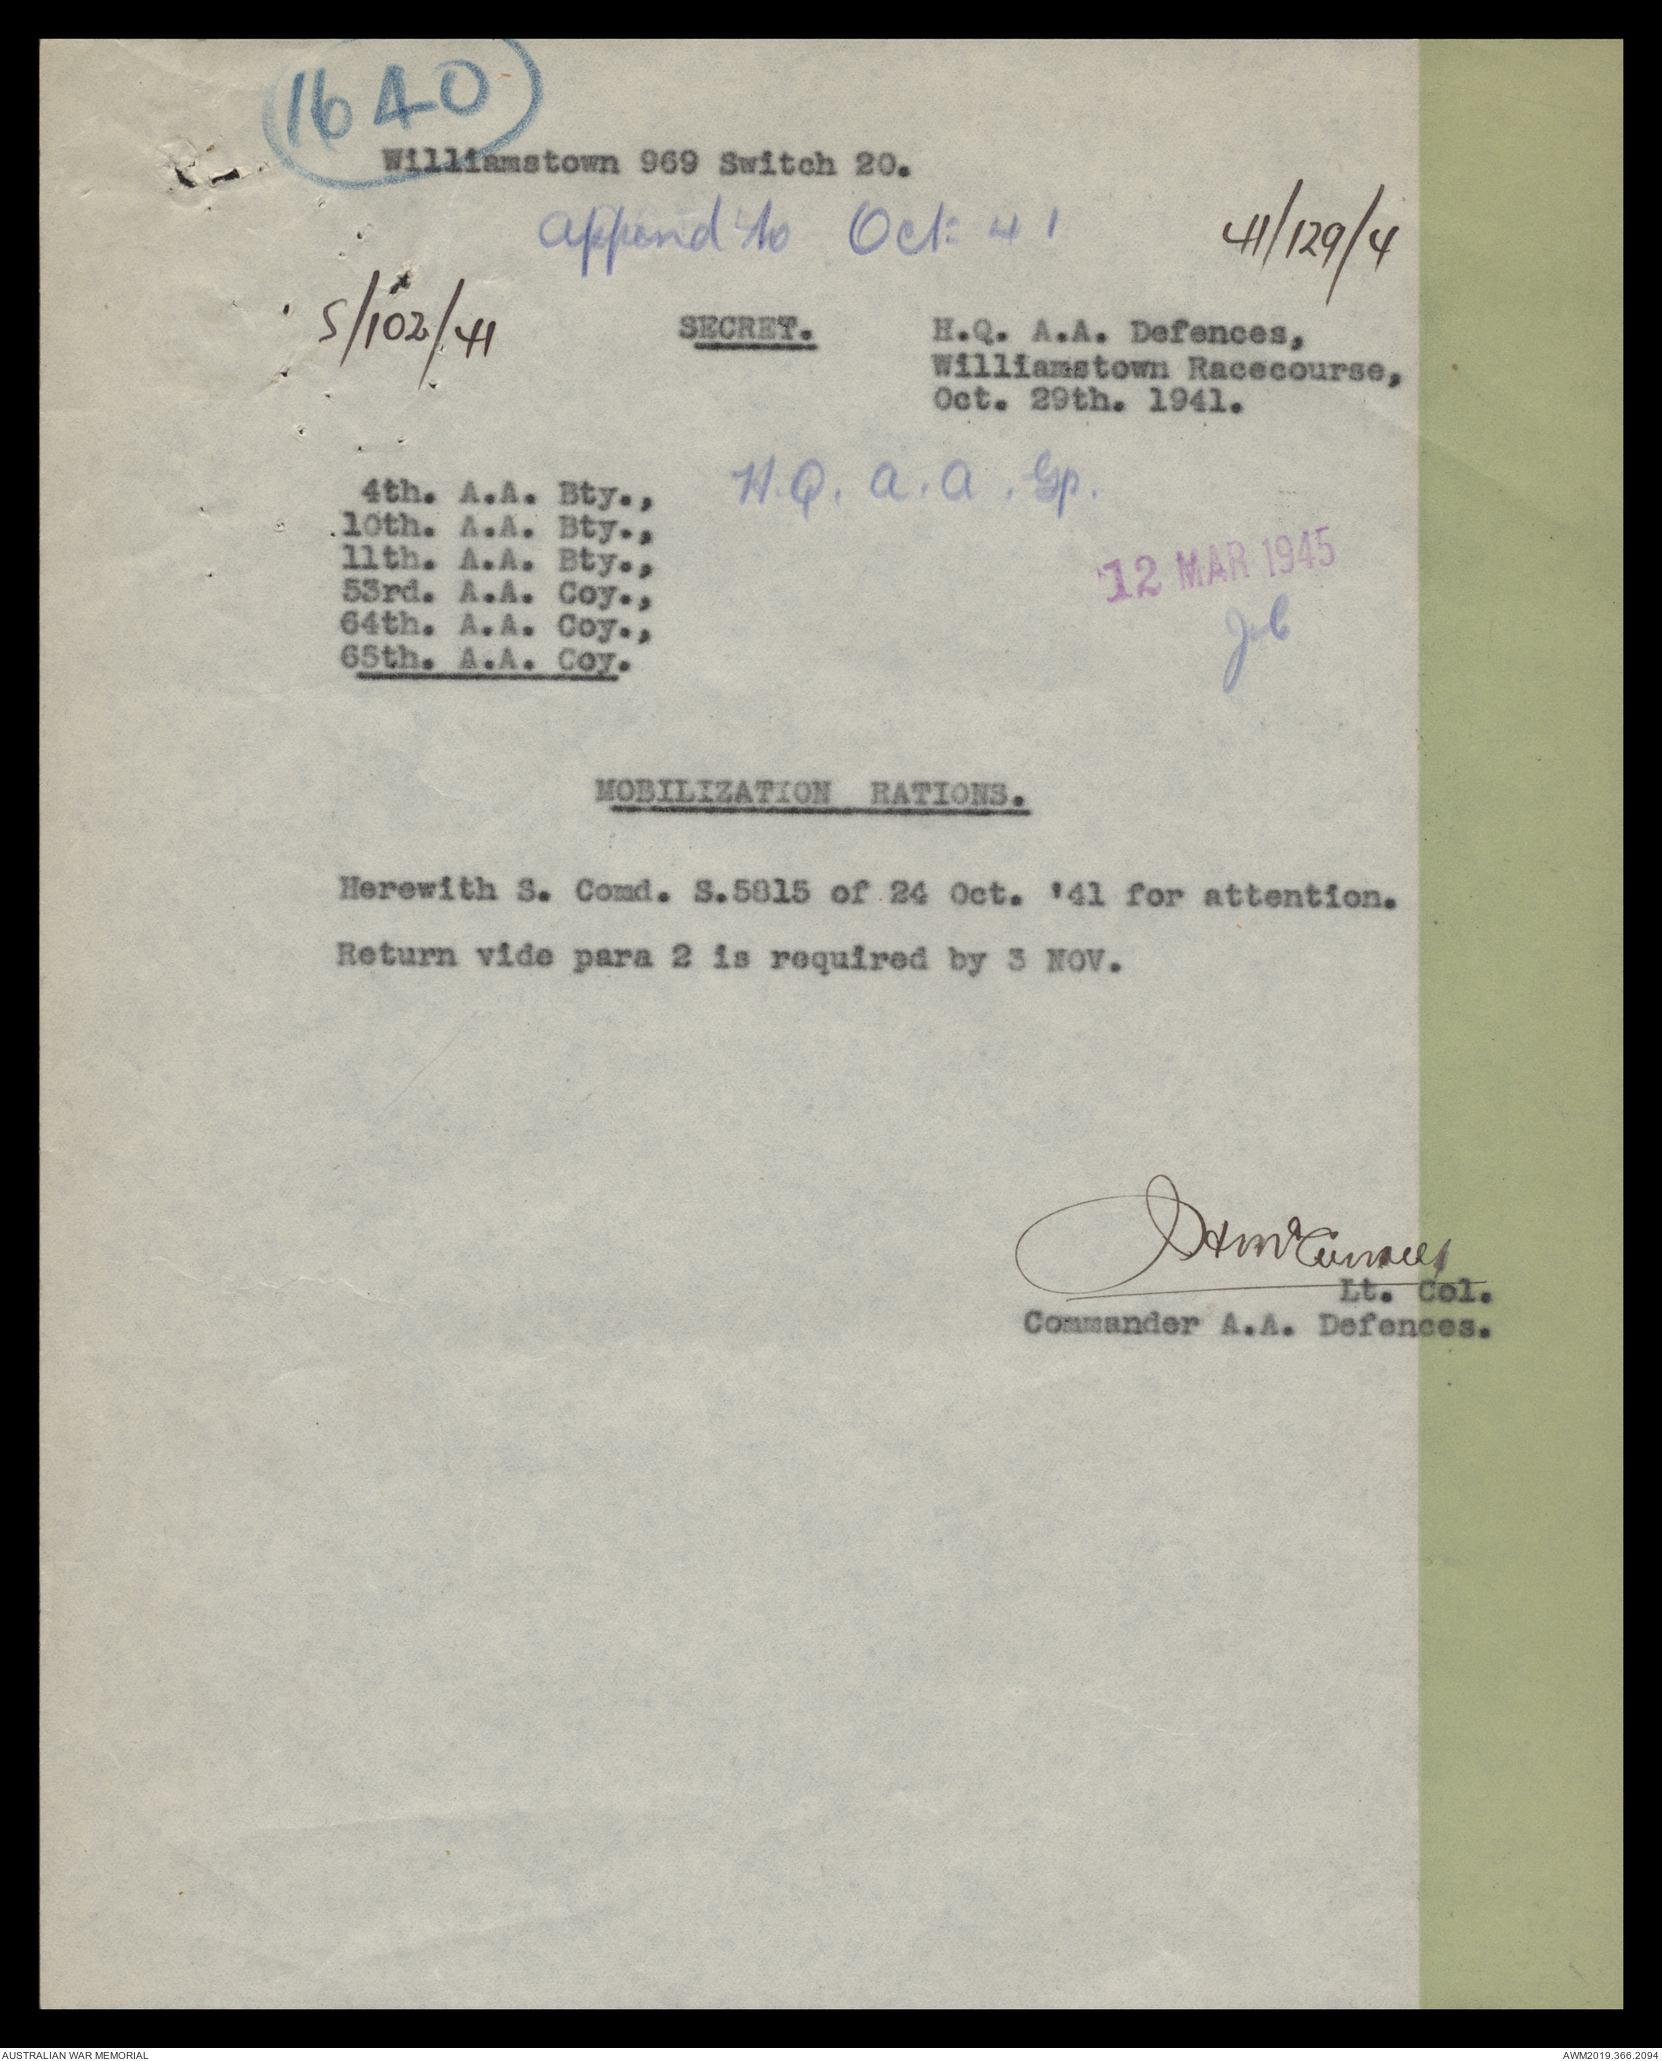 1640
Williamstown 969 Switch 20.
Append to Oct: 41
41/129/4
S/102/41
SECRET.
H.Q. A.A. Defences,
Williamstown Racecourse,
Oct. 29th. 1941.
4th. A.A. Bty.,
10th. A.A. Bty.,
11th. A.A. Bty.,
53rd. A.A. Coy.,
64th. A.A. Coy.,
65th. A.A. Coy.
H.Q. A.A. Gp.
12 MAR 1945
MOBILIZATION RATIONS.
Herewith S. Comd. S.5815 of 24 Oct. '41 for attention.
Return vide para 2 is required by 3 NOV.
Lt. Col.
Commander A.A. Defences.
AUSTRALIAN WAR MEMORIAL
AWM2019.366.2094